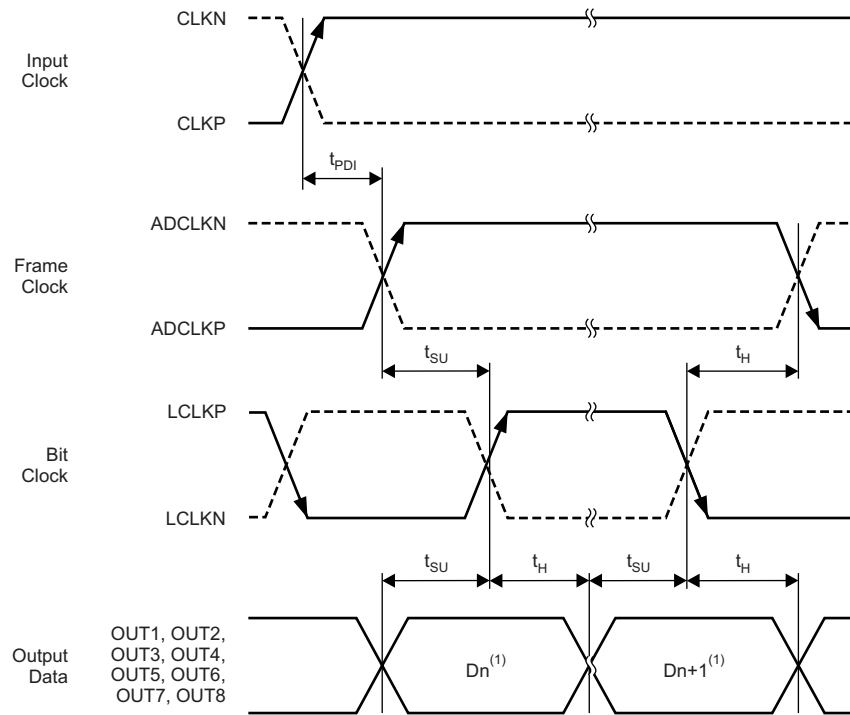 CLKN
Input
Clock
CLKP
tPDI
ADCLKN
Frame
Clock
ADCLKP
tSU
tH
LCLKP
Bit
Clock
LCLKN
tSU
tH
tSU
tH
Output
Data
OUT1, OUT2,
OUT3, OUT4,
OUT5, OUT6,
OUT7, OUT8
Dn(1)
Dn+1(1)